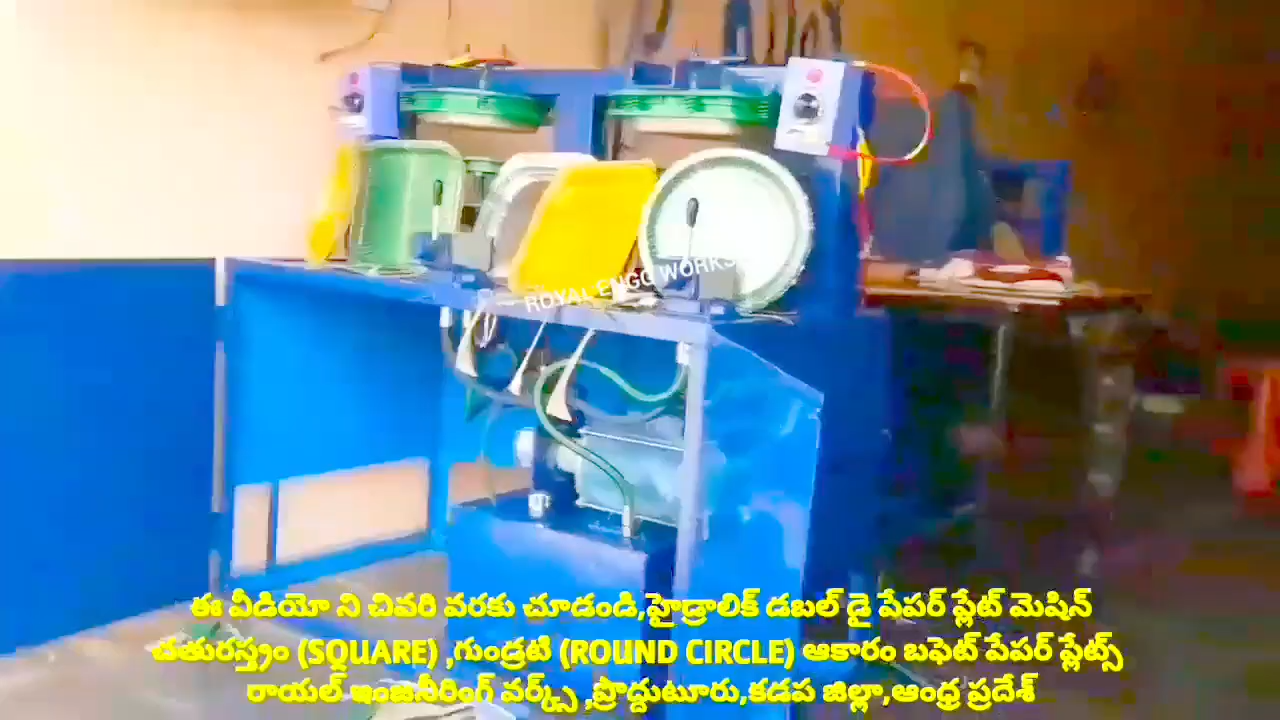 ROYAL ENGG WORKS
ఈ వీడియో ని చివరి వరకు చూడండి,హైడ్రాలిక్ డబల్ డై పేపర్ ప్లేట్ మెషిన్
చతురస్త్రం (SQUARE) ,గుండ్రటి (ROUND CIRCLE) ఆకారం బఫెట్ పేపర్ ప్లేట్స్
రాయల్ ఇంజనీరింగ్ వర్క్స్ ,ప్రొద్దుటూరు,కడప జిల్లా,ఆంధ్ర ప్రదేశ్